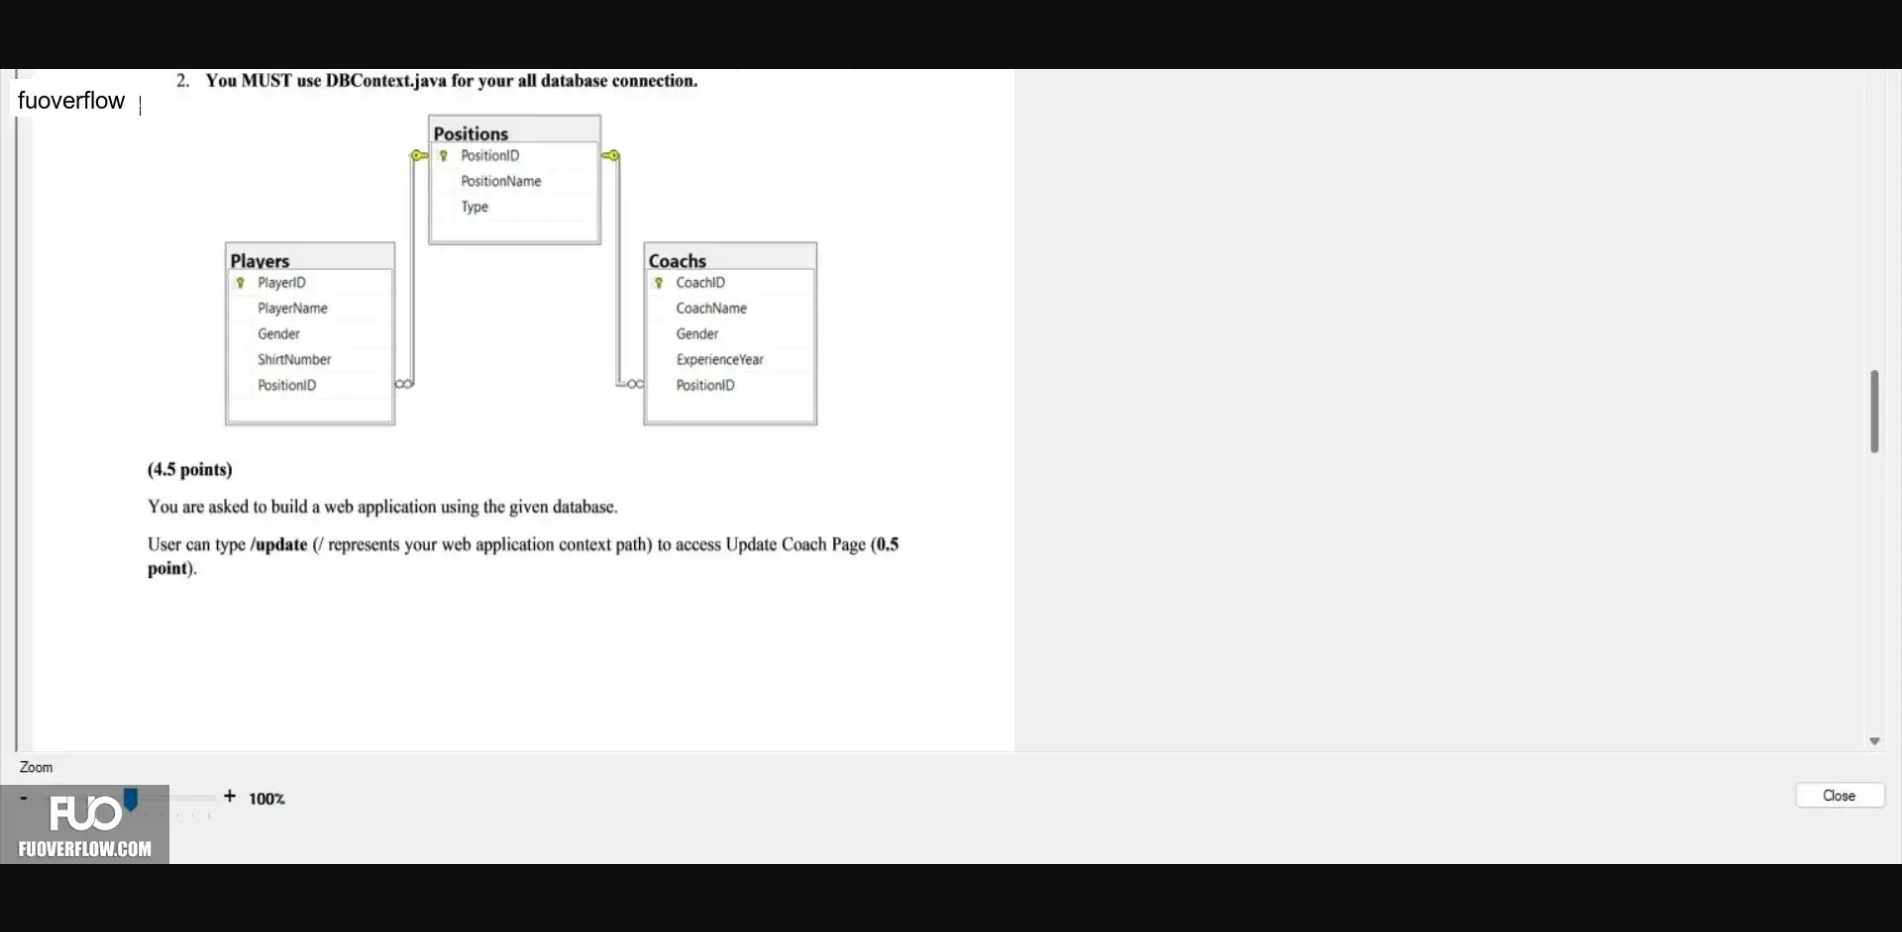 2. You MUST use DBContext.java for your all database connection.
fuoverflow |
Positions
PositionID
PositionName
Type
Players
PlayerID
PlayerName
Gender
ShirtNumber
PositionID
Coachs
CoachID
CoachName
Gender
ExperienceYear
PositionID
(4.5 points)
You are asked to build a web application using the given database.
User can type /update (/ represents your web application context path) to access Update Coach Page (0.5
point).
Zoom
- + 100%
Close
FUO
FUOVERFLOW.COM